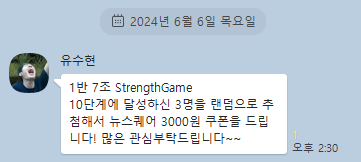 2024년 6월 6일 목요일
유수현
1반 7조 StrengthGame
10단계에 달성하신 3명을 랜덤으로 추
첨해서 뉴스퀘어 3000원 쿠폰을 드립
니다! 많은 관심부탁드립니다~~
1
오후 2:30